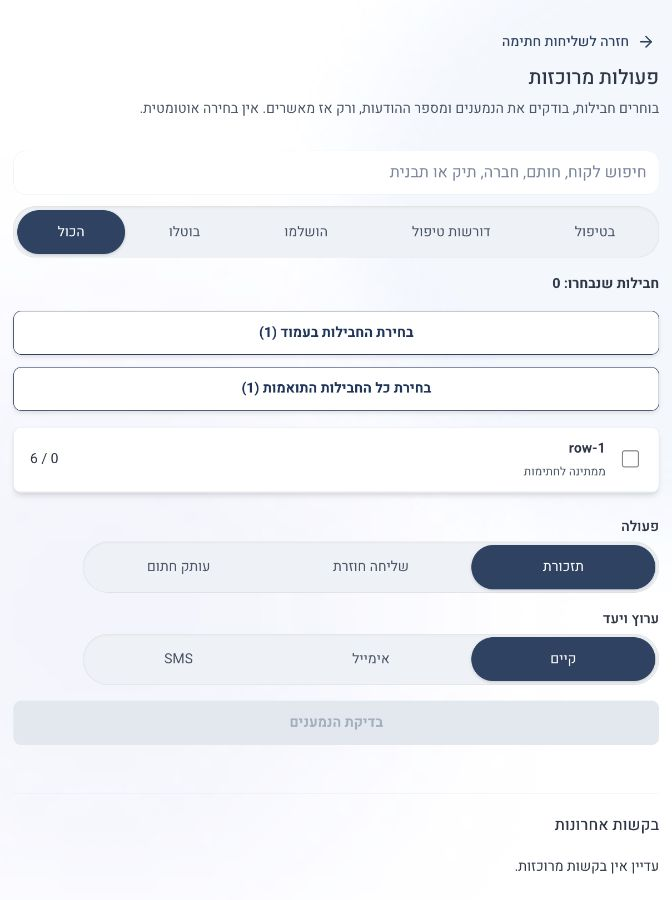 חזרה לשליחות חתימה →
פעולות מרוכזות
בוחרים חבילות, בודקים את הנמענים ומספר ההודעות, ורק אז מאשרים. אין בחירה אוטומטית.
חיפוש לקוח, חותם, חברה, תיק או תבנית
בטיפול
דורשות טיפול
הושלמו
בוטלו
הכול
חבילות שנבחרו: 0
בחירת החבילות בעמוד (1)
בחירת כל החבילות התואמות (1)
row-1
ממתינה לחתימות
0 / 6
פעולה
תזכורת
שליחה חוזרת
עותק חתום
ערוץ ויעד
קיים
אימייל
SMS
בדיקת הנמענים
בקשות אחרונות
עדיין אין בקשות מרוכזות.